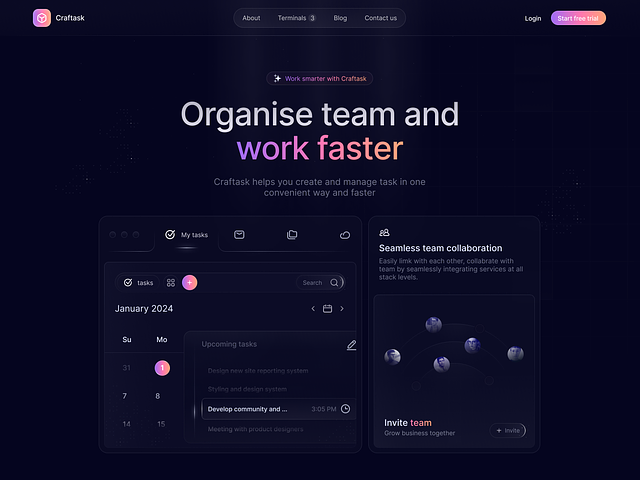 Craftask
About
Terminals 3
Blog
Contact us
Login
Start free trial
Work smarter with Craftask
Organise team and
work faster
Craftask helps you create and manage task in one
convenient way and faster
My tasks
tasks
Search
January 2024
Su Mo
31 1
7 8
14 15
Upcoming tasks
Design new site reporting system
Styling and design system
Develop community and ... 3:05 PM
Meeting with product designers
Seamless team collaboration
Easily limk with each other, collabrate with
team by seamlessly integrating services at all
stack levels.
Invite team
Grow business together
+ Invite